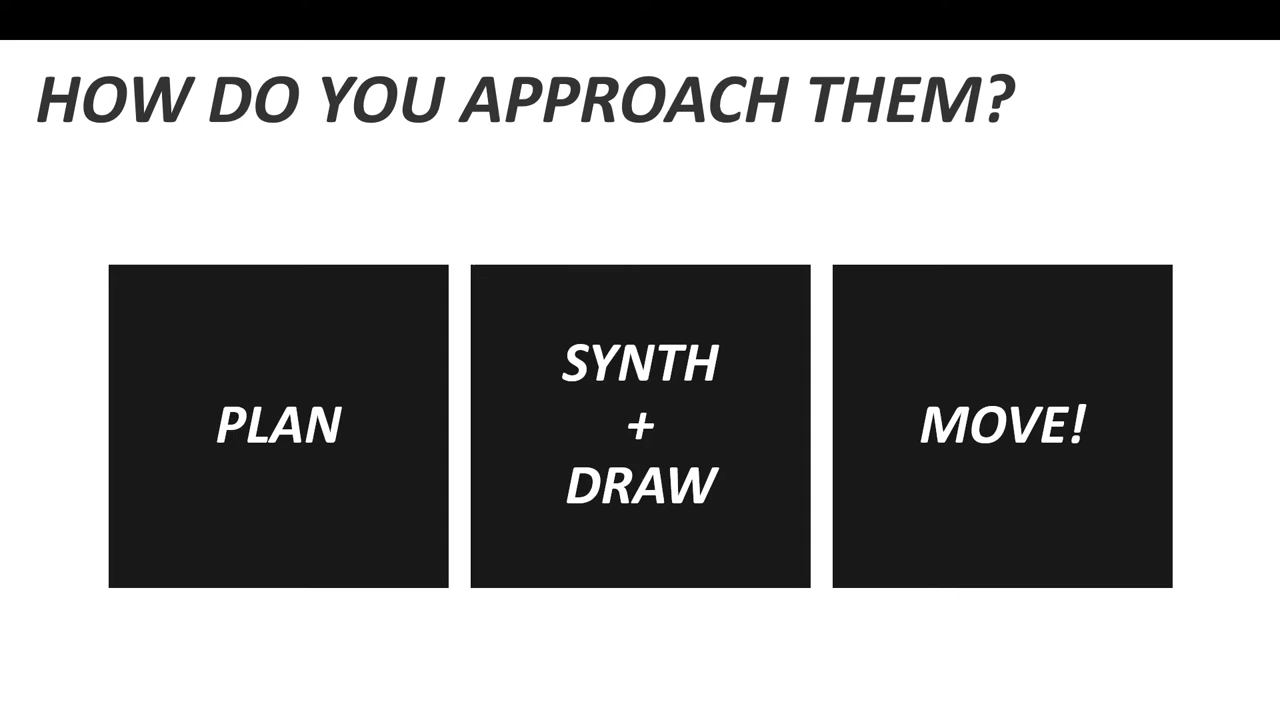 HOW DO YOU APPROACH THEM?
PLAN
SYNTH
+
DRAW
MOVE!